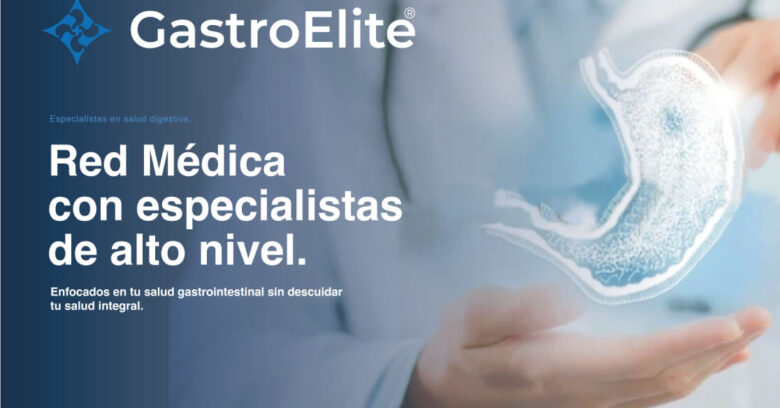 GastroElite®
Especialistas en salud digestiva.
Red Médica
con especialistas
de alto nivel.
Enfocados en tu salud gastrointestinal sin descuidar
tu salud integral.